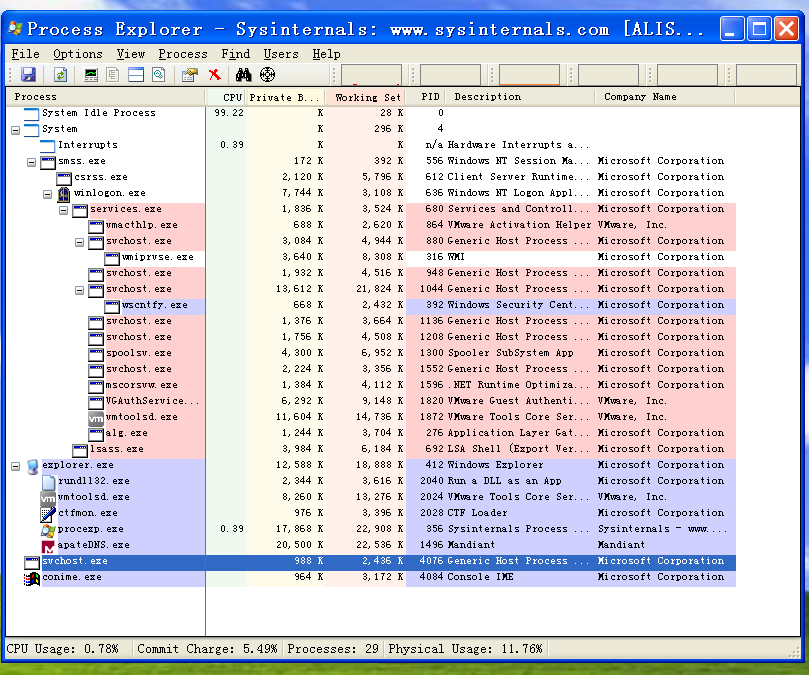 Process Explorer - Sysinternals: www.sysinternals.com [ALIS...
File Options View Process Find Users Help
Process CPU Private B... Working Set PID Description Company Name
System Idle Process 99.22 K 28 K 0
System K 296 K 4
Interrupts 0.39 K K n/a Hardware Interrupts a...
smss.exe 172 K 392 K 556 Windows NT Session Ma... Microsoft Corporation
csrss.exe 2,120 K 5,796 K 612 Client Server Runtime... Microsoft Corporation
winlogon.exe 7,744 K 3,108 K 636 Windows NT Logon Appl... Microsoft Corporation
services.exe 1,836 K 3,524 K 680 Services and Controll... Microsoft Corporation
vmacthlp.exe 688 K 2,620 K 864 VMware Activation Helper VMware, Inc.
svchost.exe 3,084 K 4,944 K 880 Generic Host Process ... Microsoft Corporation
wmiprvse.exe 3,640 K 8,308 K 316 WMI Microsoft Corporation
svchost.exe 1,932 K 4,516 K 948 Generic Host Process ... Microsoft Corporation
svchost.exe 13,612 K 21,824 K 1044 Generic Host Process ... Microsoft Corporation
wscntfy.exe 668 K 2,432 K 392 Windows Security Cent... Microsoft Corporation
svchost.exe 1,376 K 3,664 K 1136 Generic Host Process ... Microsoft Corporation
svchost.exe 1,756 K 4,508 K 1208 Generic Host Process ... Microsoft Corporation
spoolsv.exe 4,300 K 6,952 K 1300 Spooler SubSystem App Microsoft Corporation
svchost.exe 2,224 K 3,356 K 1552 Generic Host Process ... Microsoft Corporation
mscorsvw.exe 1,384 K 4,112 K 1596 .NET Runtime Optimiza... Microsoft Corporation
VGAuthService... 6,292 K 9,148 K 1820 VMware Guest Authenti... VMware, Inc.
vm vmtoolsd.exe 11,604 K 14,736 K 1872 VMware Tools Core Ser... VMware, Inc.
alg.exe 1,244 K 3,704 K 276 Application Layer Gat... Microsoft Corporation
lsass.exe 3,984 K 6,184 K 692 LSA Shell (Export Ver... Microsoft Corporation
explorer.exe 12,588 K 18,888 K 412 Windows Explorer Microsoft Corporation
rundll32.exe 2,344 K 3,616 K 2040 Run a DLL as an App Microsoft Corporation
vm vmtoolsd.exe 8,260 K 13,276 K 2024 VMware Tools Core Ser... VMware, Inc.
ctfmon.exe 976 K 3,396 K 2028 CTF Loader Microsoft Corporation
procexp.exe 0.39 17,868 K 22,908 K 356 Sysinternals Process ... Sysinternals - www....
M apateDNS.exe 20,500 K 22,536 K 1496 Mandiant Mandiant
svchost.exe 988 K 2,436 K 4076 Generic Host Process ... Microsoft Corporation
conime.exe 964 K 3,172 K 4084 Console IME Microsoft Corporation
CPU Usage: 0.78% Commit Charge: 5.49% Processes: 29 Physical Usage: 11.76%